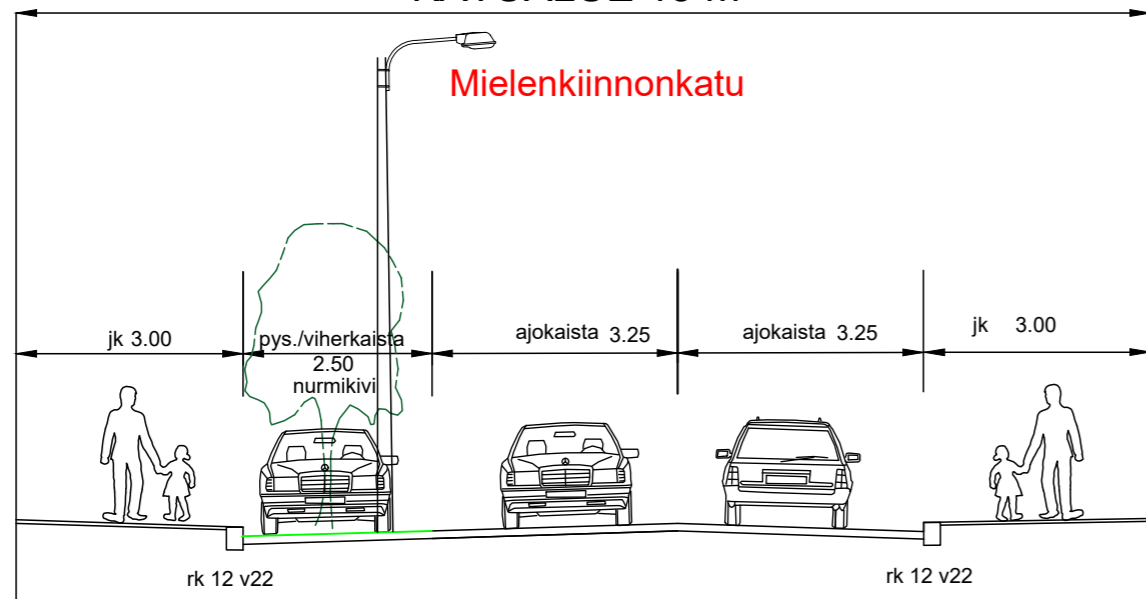 Mielenkiinnonkatu
jk 3.00
pys./viherkaista
2.50
nurmikivi
ajokaista 3.25
ajokaista 3.25
jk 3.00
rk 12 v22
rk 12 v22